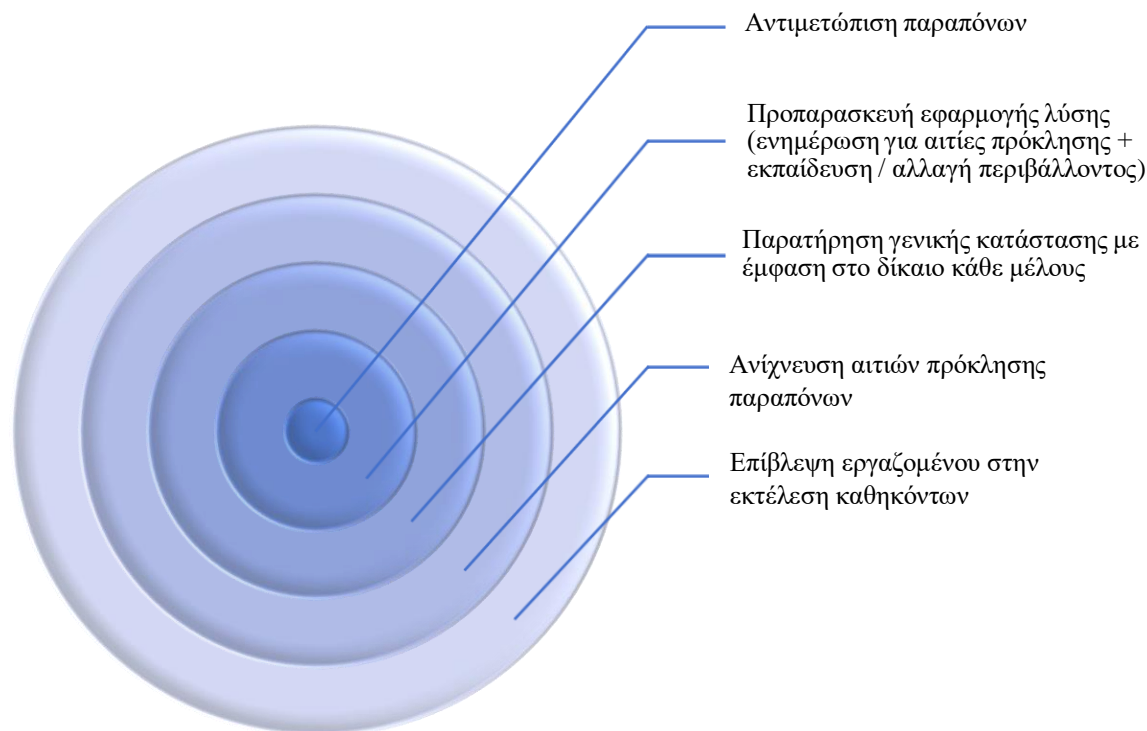 Αντιμετώπιση παραπόνων
Προπαρασκευή εφαρμογής λύσης
(ενημέρωση για αιτίες πρόκλησης +
εκπαίδευση / αλλαγή περιβάλλοντος)
Παρατήρηση γενικής κατάστασης με
έμφαση στο δίκαιο κάθε μέλους
Ανίχνευση αιτιών πρόκλησης
παραπόνων
Επίβλεψη εργαζομένου στην
εκτέλεση καθηκόντων